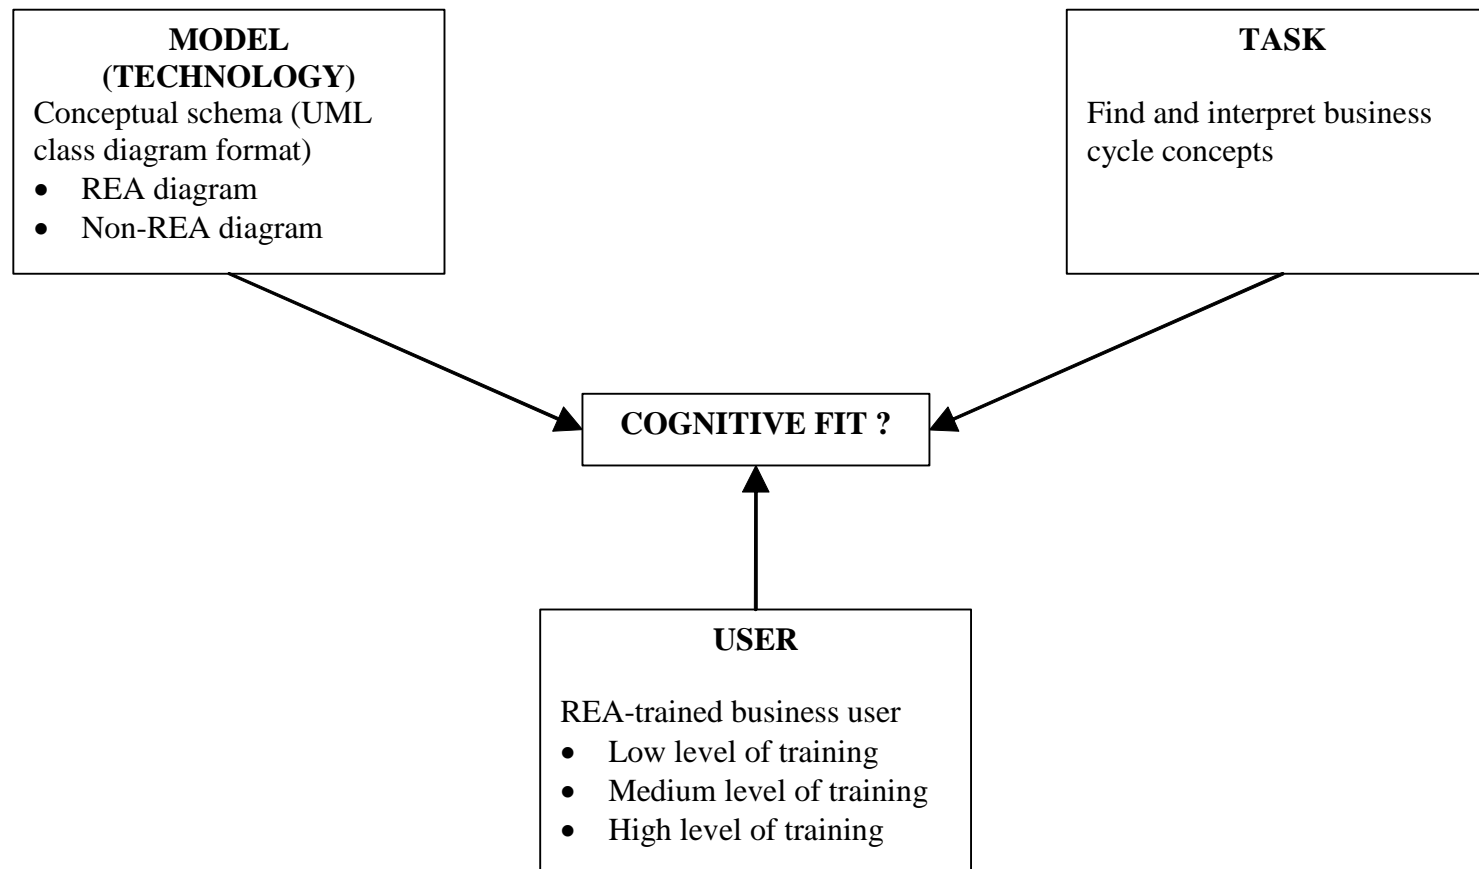 MODEL
(TECHNOLOGY)
Conceptual schema (UML
class diagram format)
• REA diagram
• Non-REA diagram
TASK
Find and interpret business
cycle concepts
COGNITIVE FIT ?
USER
REA-trained business user
• Low level of training
• Medium level of training
• High level of training